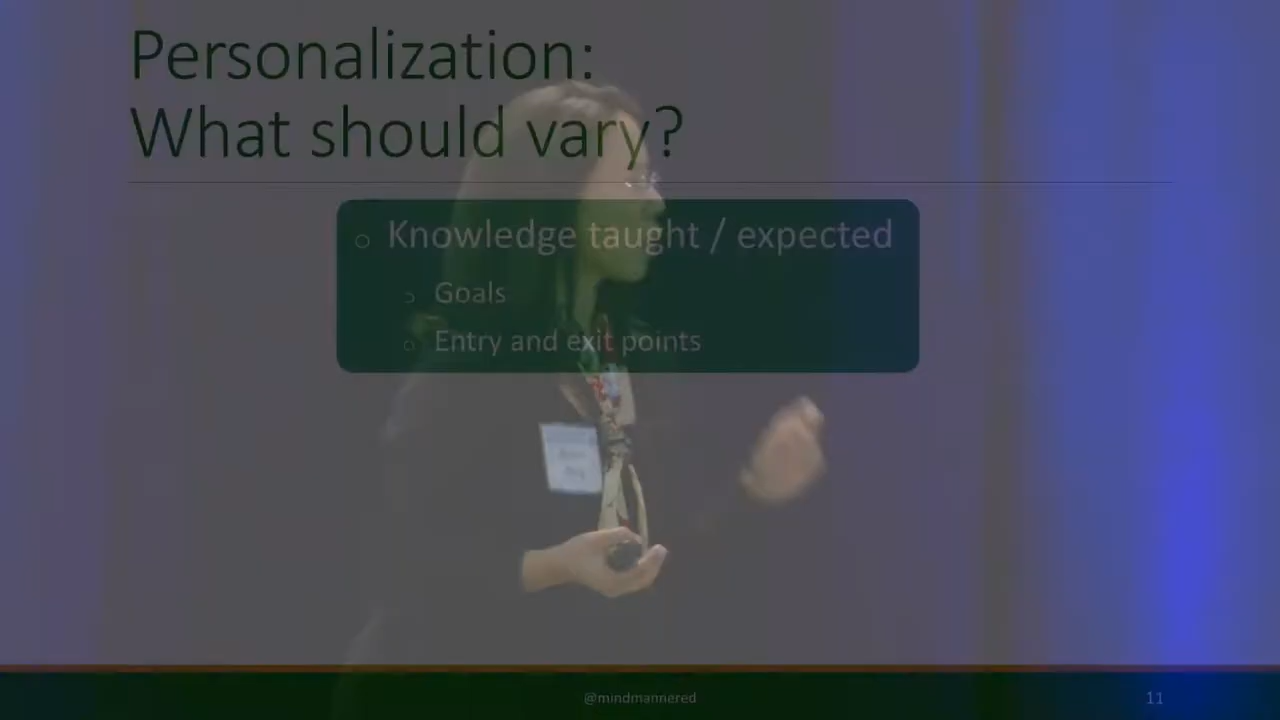 Personalization:
What should vary?
Knowledge taught / expected
Goals
Entry and exit points
@mindmannered
11